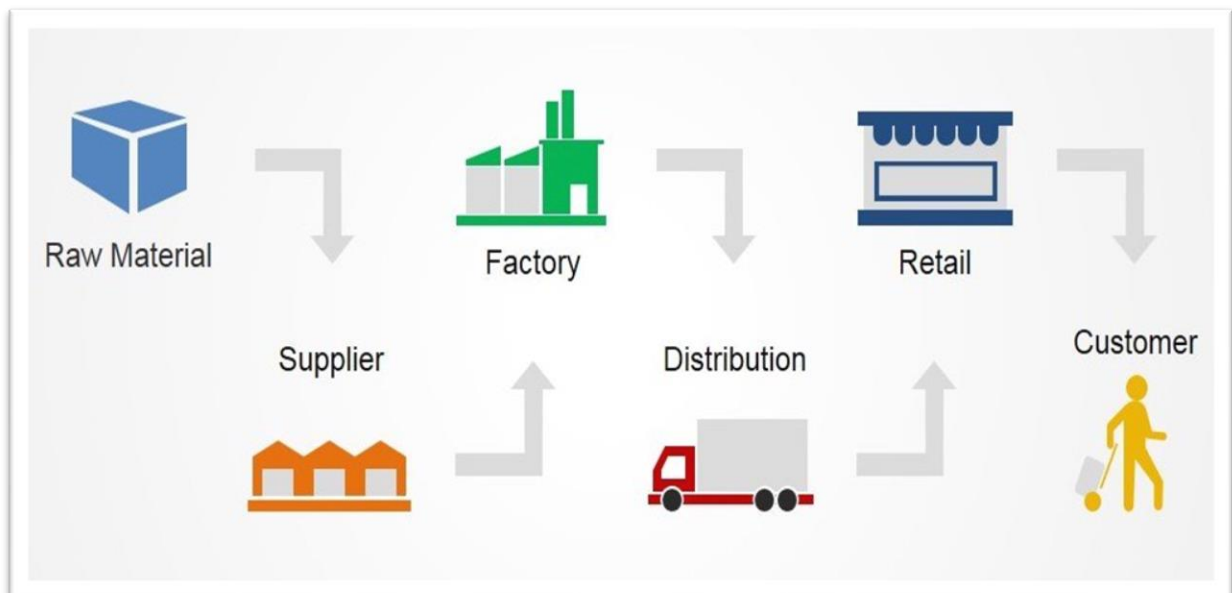 Raw Material
Supplier
Factory
Distribution
Retail
Customer